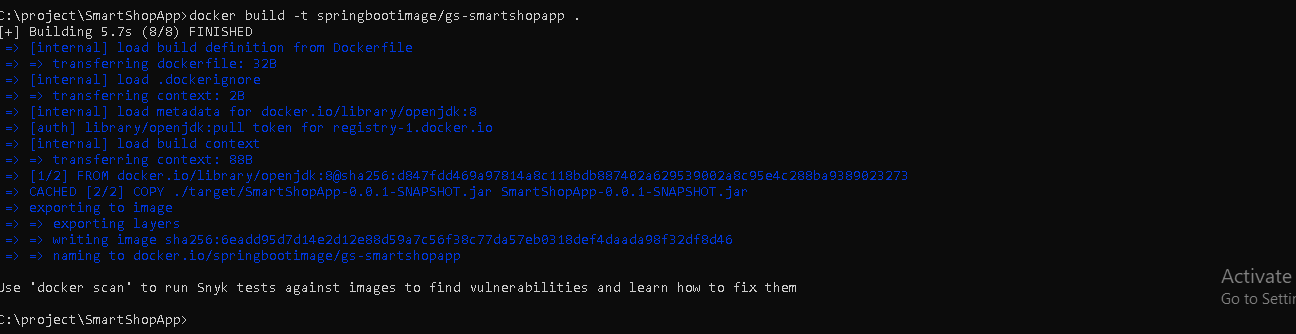 C:\project\SmartShopApp>docker build -t springbootimage/gs-smartshopapp .
[+] Building 5.7s (8/8) FINISHED
=> [internal] load build definition from Dockerfile
=> => transferring dockerfile: 32B
=> [internal] load .dockerignore
=> => transferring context: 2B
=> [internal] load metadata for docker.io/library/openjdk:8
=> [auth] library/openjdk:pull token for registry-1.docker.io
=> [internal] load build context
=> => transferring context: 88B
=> [1/2] FROM docker.io/library/openjdk:8@sha256:d847fdd469a97814a8c118bdb887402a629539002a8c95e4c288ba9389023273
=> CACHED [2/2] COPY ./target/SmartShopApp-0.0.1-SNAPSHOT.jar SmartShopApp-0.0.1-SNAPSHOT.jar
=> exporting to image
=> => exporting layers
=> => writing image sha256:6eadd95d7d14e2d12e88d59a7c56f38c77da57eb0318def4daada98f32df8d46
=> => naming to docker.io/springbootimage/gs-smartshopapp
Use 'docker scan' to run Snyk tests against images to find vulnerabilities and learn how to fix them
C:\project\SmartShopApp>
Activate
Go to Settin